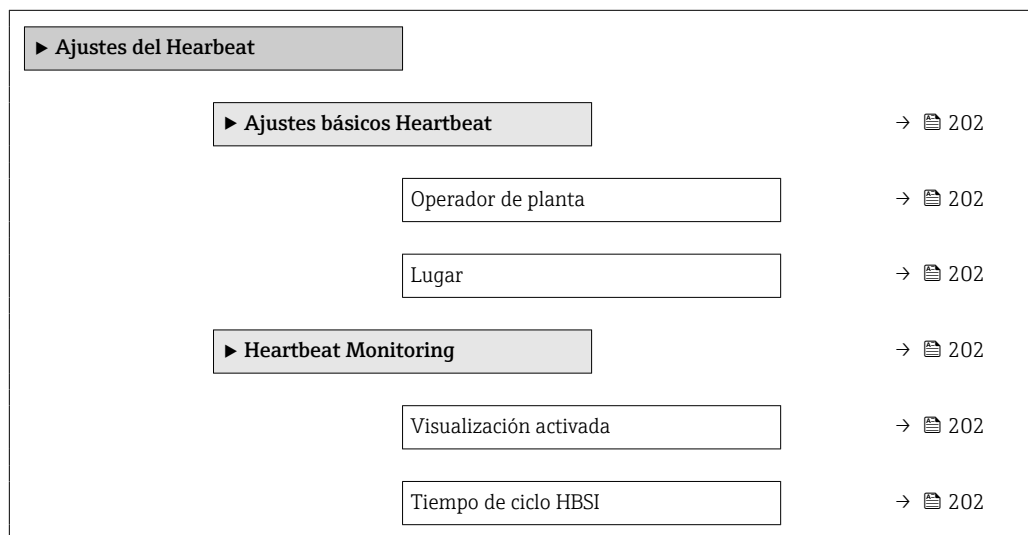 ▶ Ajustes del Hearbeat
▶ Ajustes básicos Heartbeat → 202
Operador de planta → 202
Lugar → 202
▶ Heartbeat Monitoring → 202
Visualización activada → 202
Tiempo de ciclo HBSI → 202